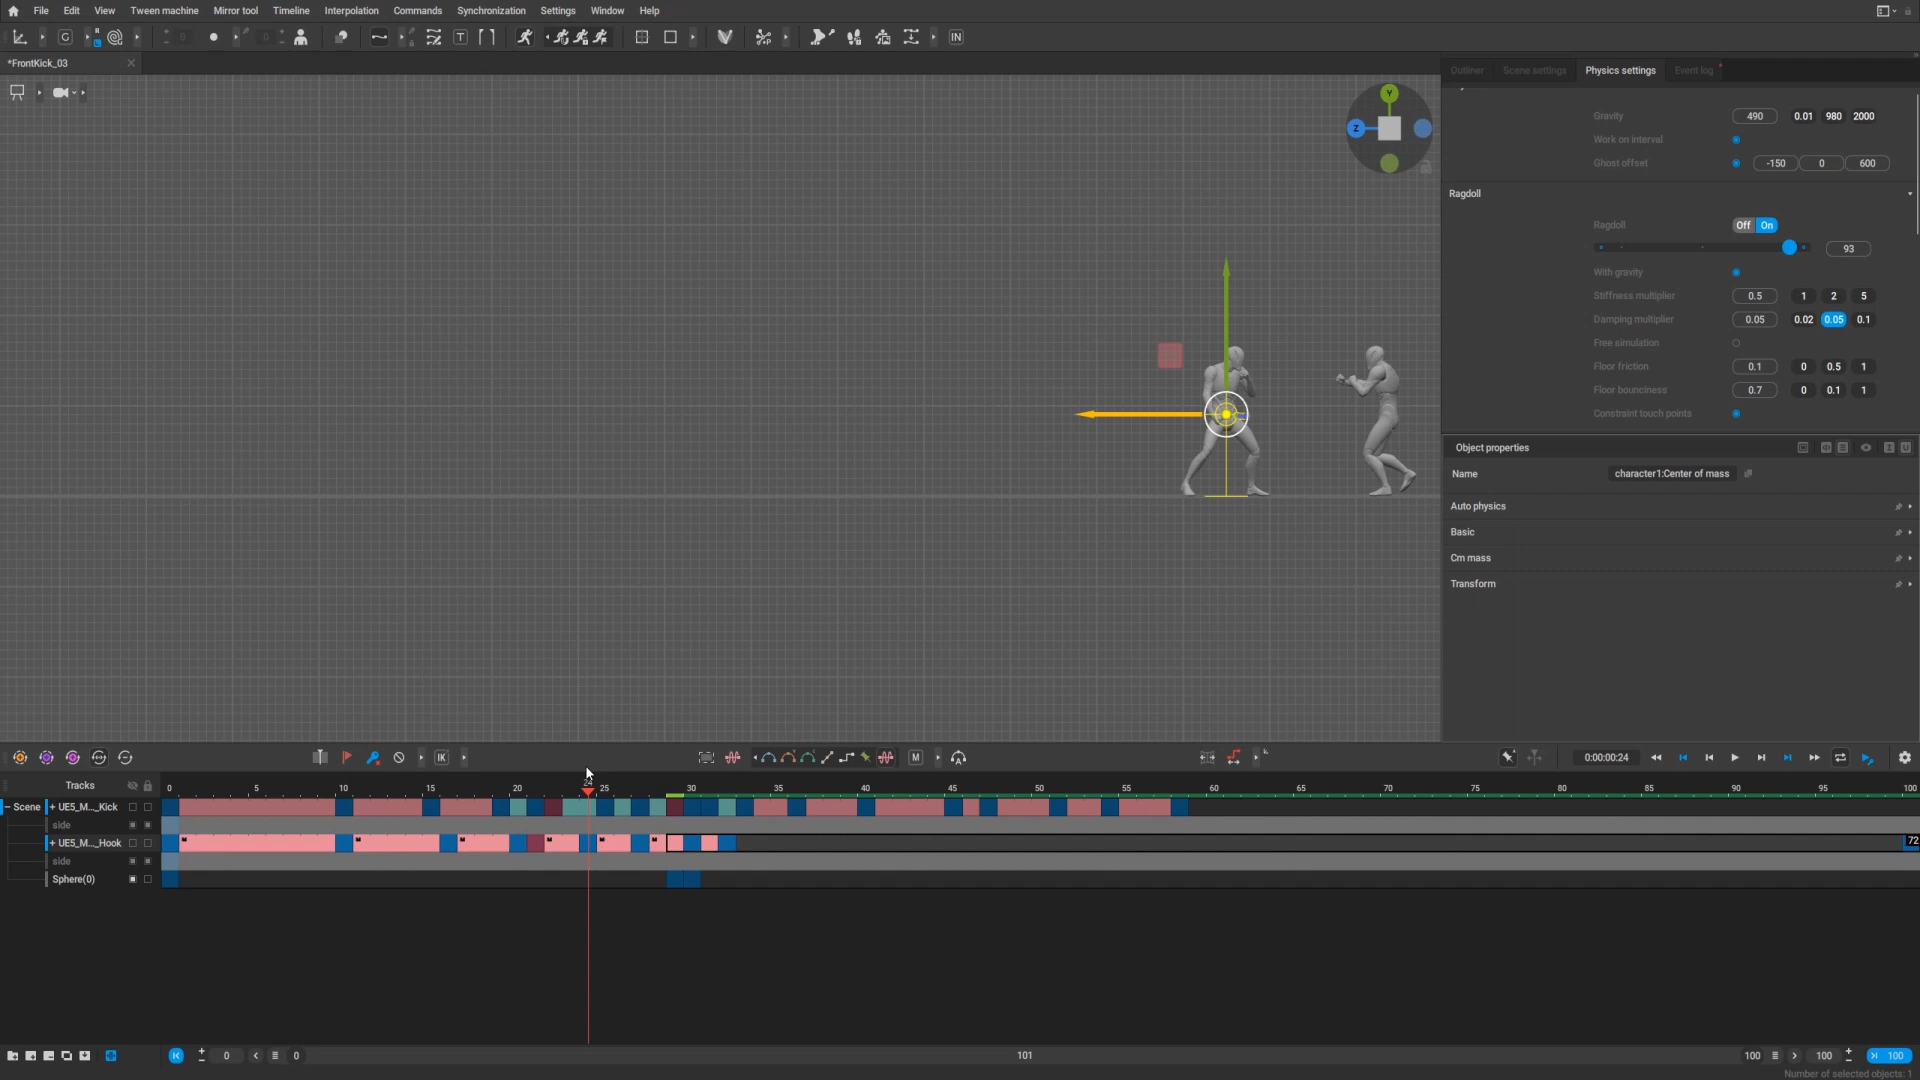 File Edit View Tween machine Mirror tool Timeline Interpolation Commands Synchronization Settings Window Help
IN
*FrontKick_03
Outliner Scene settings Physics settings Event log
Y
Z
Gravity 490 0.01 980 2000
Work on interval
Ghost offset -150 0 600
Ragdoll
Ragdoll Off On
93
With gravity
Stiffness multiplier 0.5 1 2 5
Damping multiplier 0.05 0.02 0.05 0.1
Free simulation
Floor friction 0.1 0 0.5 1
Floor bounciness 0.7 0 0.1 1
Constraint touch points
Object properties
Name character1:Center of mass
Auto physics
Basic
Cm mass
Transform
IK M 0:00:00:24
Tracks 0 5 10 15 20 24 25 30 35 40 45 50 55 60 65 70 75 80 85 90 95 100
Scene + UE5_M..._Kick
side
+ UE5_M..._Hook 72
side
Sphere(0)
0 0 101 100 100 100
Number of selected objects: 1